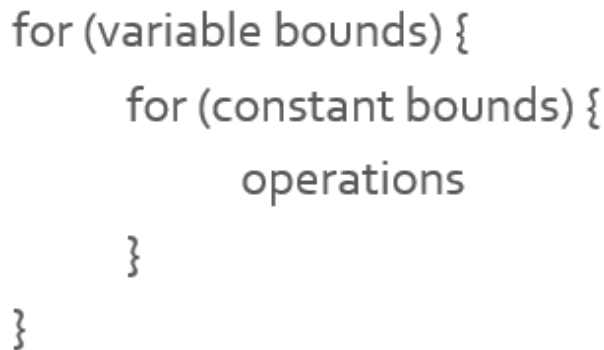 for (variable bounds) {
for (constant bounds) {
operations
}
}